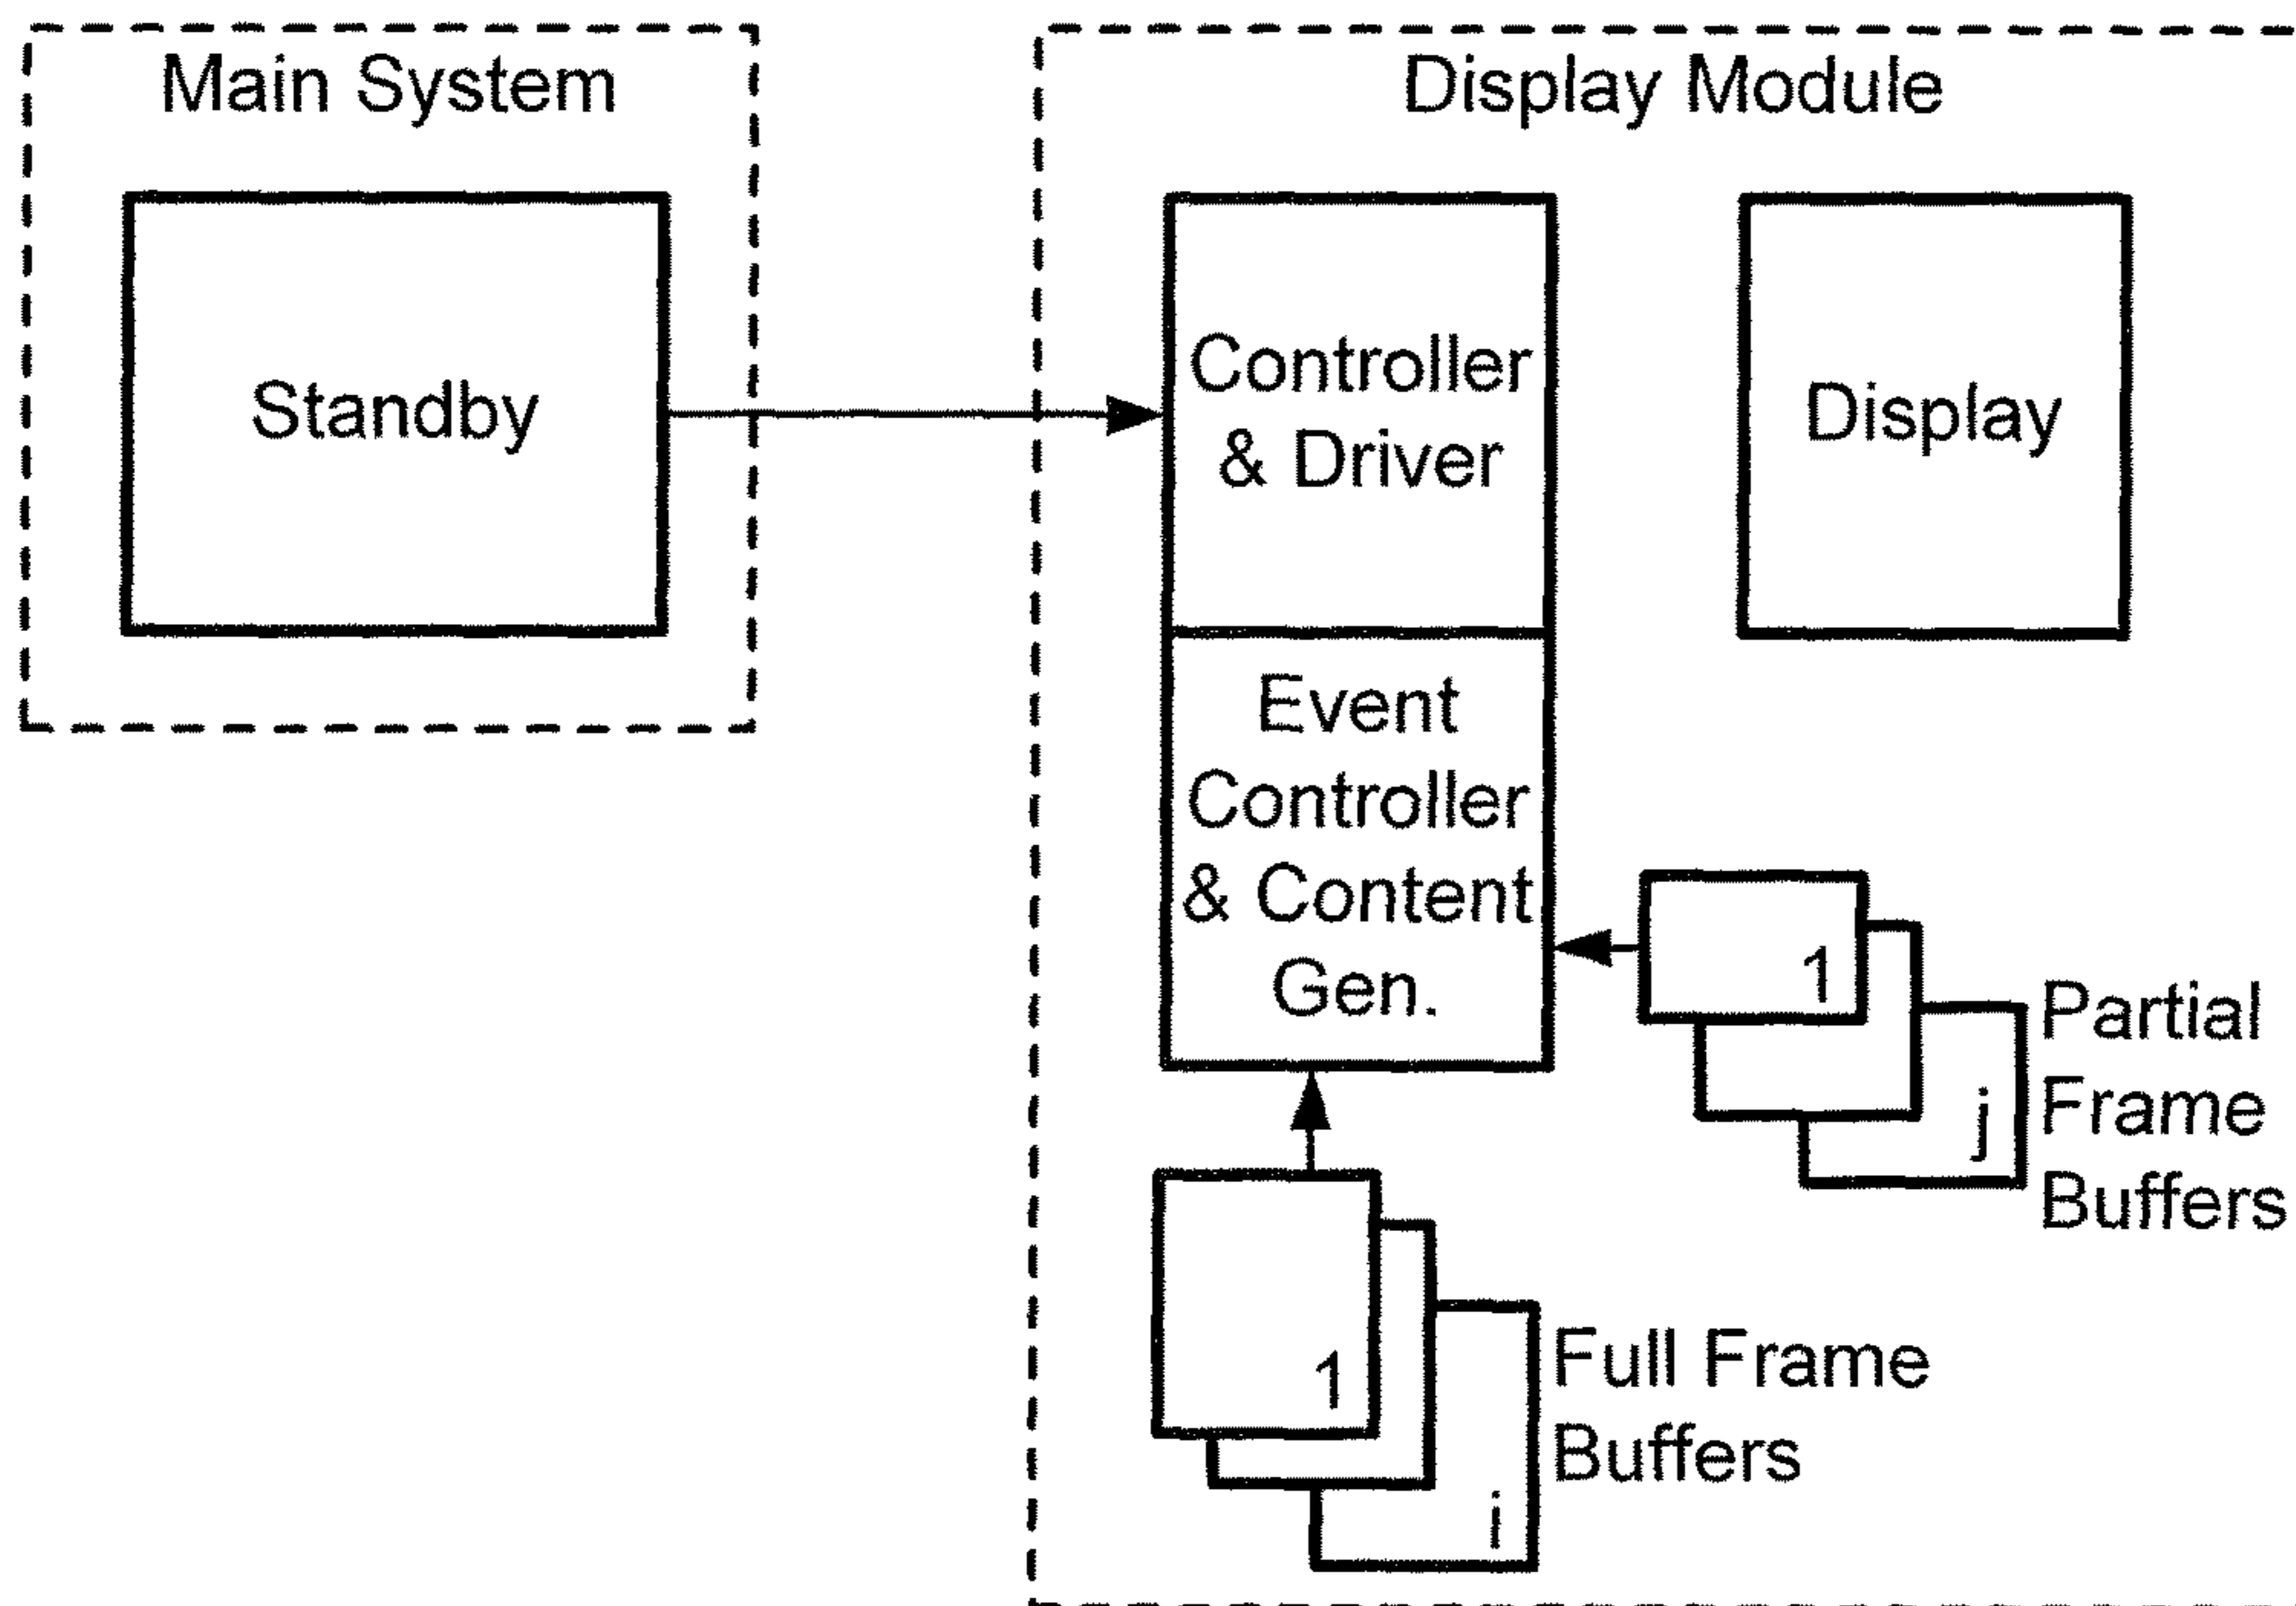 Main System
Display Module
Standby
Controller
& Driver
Display
Event
Controller
& Content
Gen.
1
j
Partial
Frame
Buffers
1
i
Full Frame
Buffers